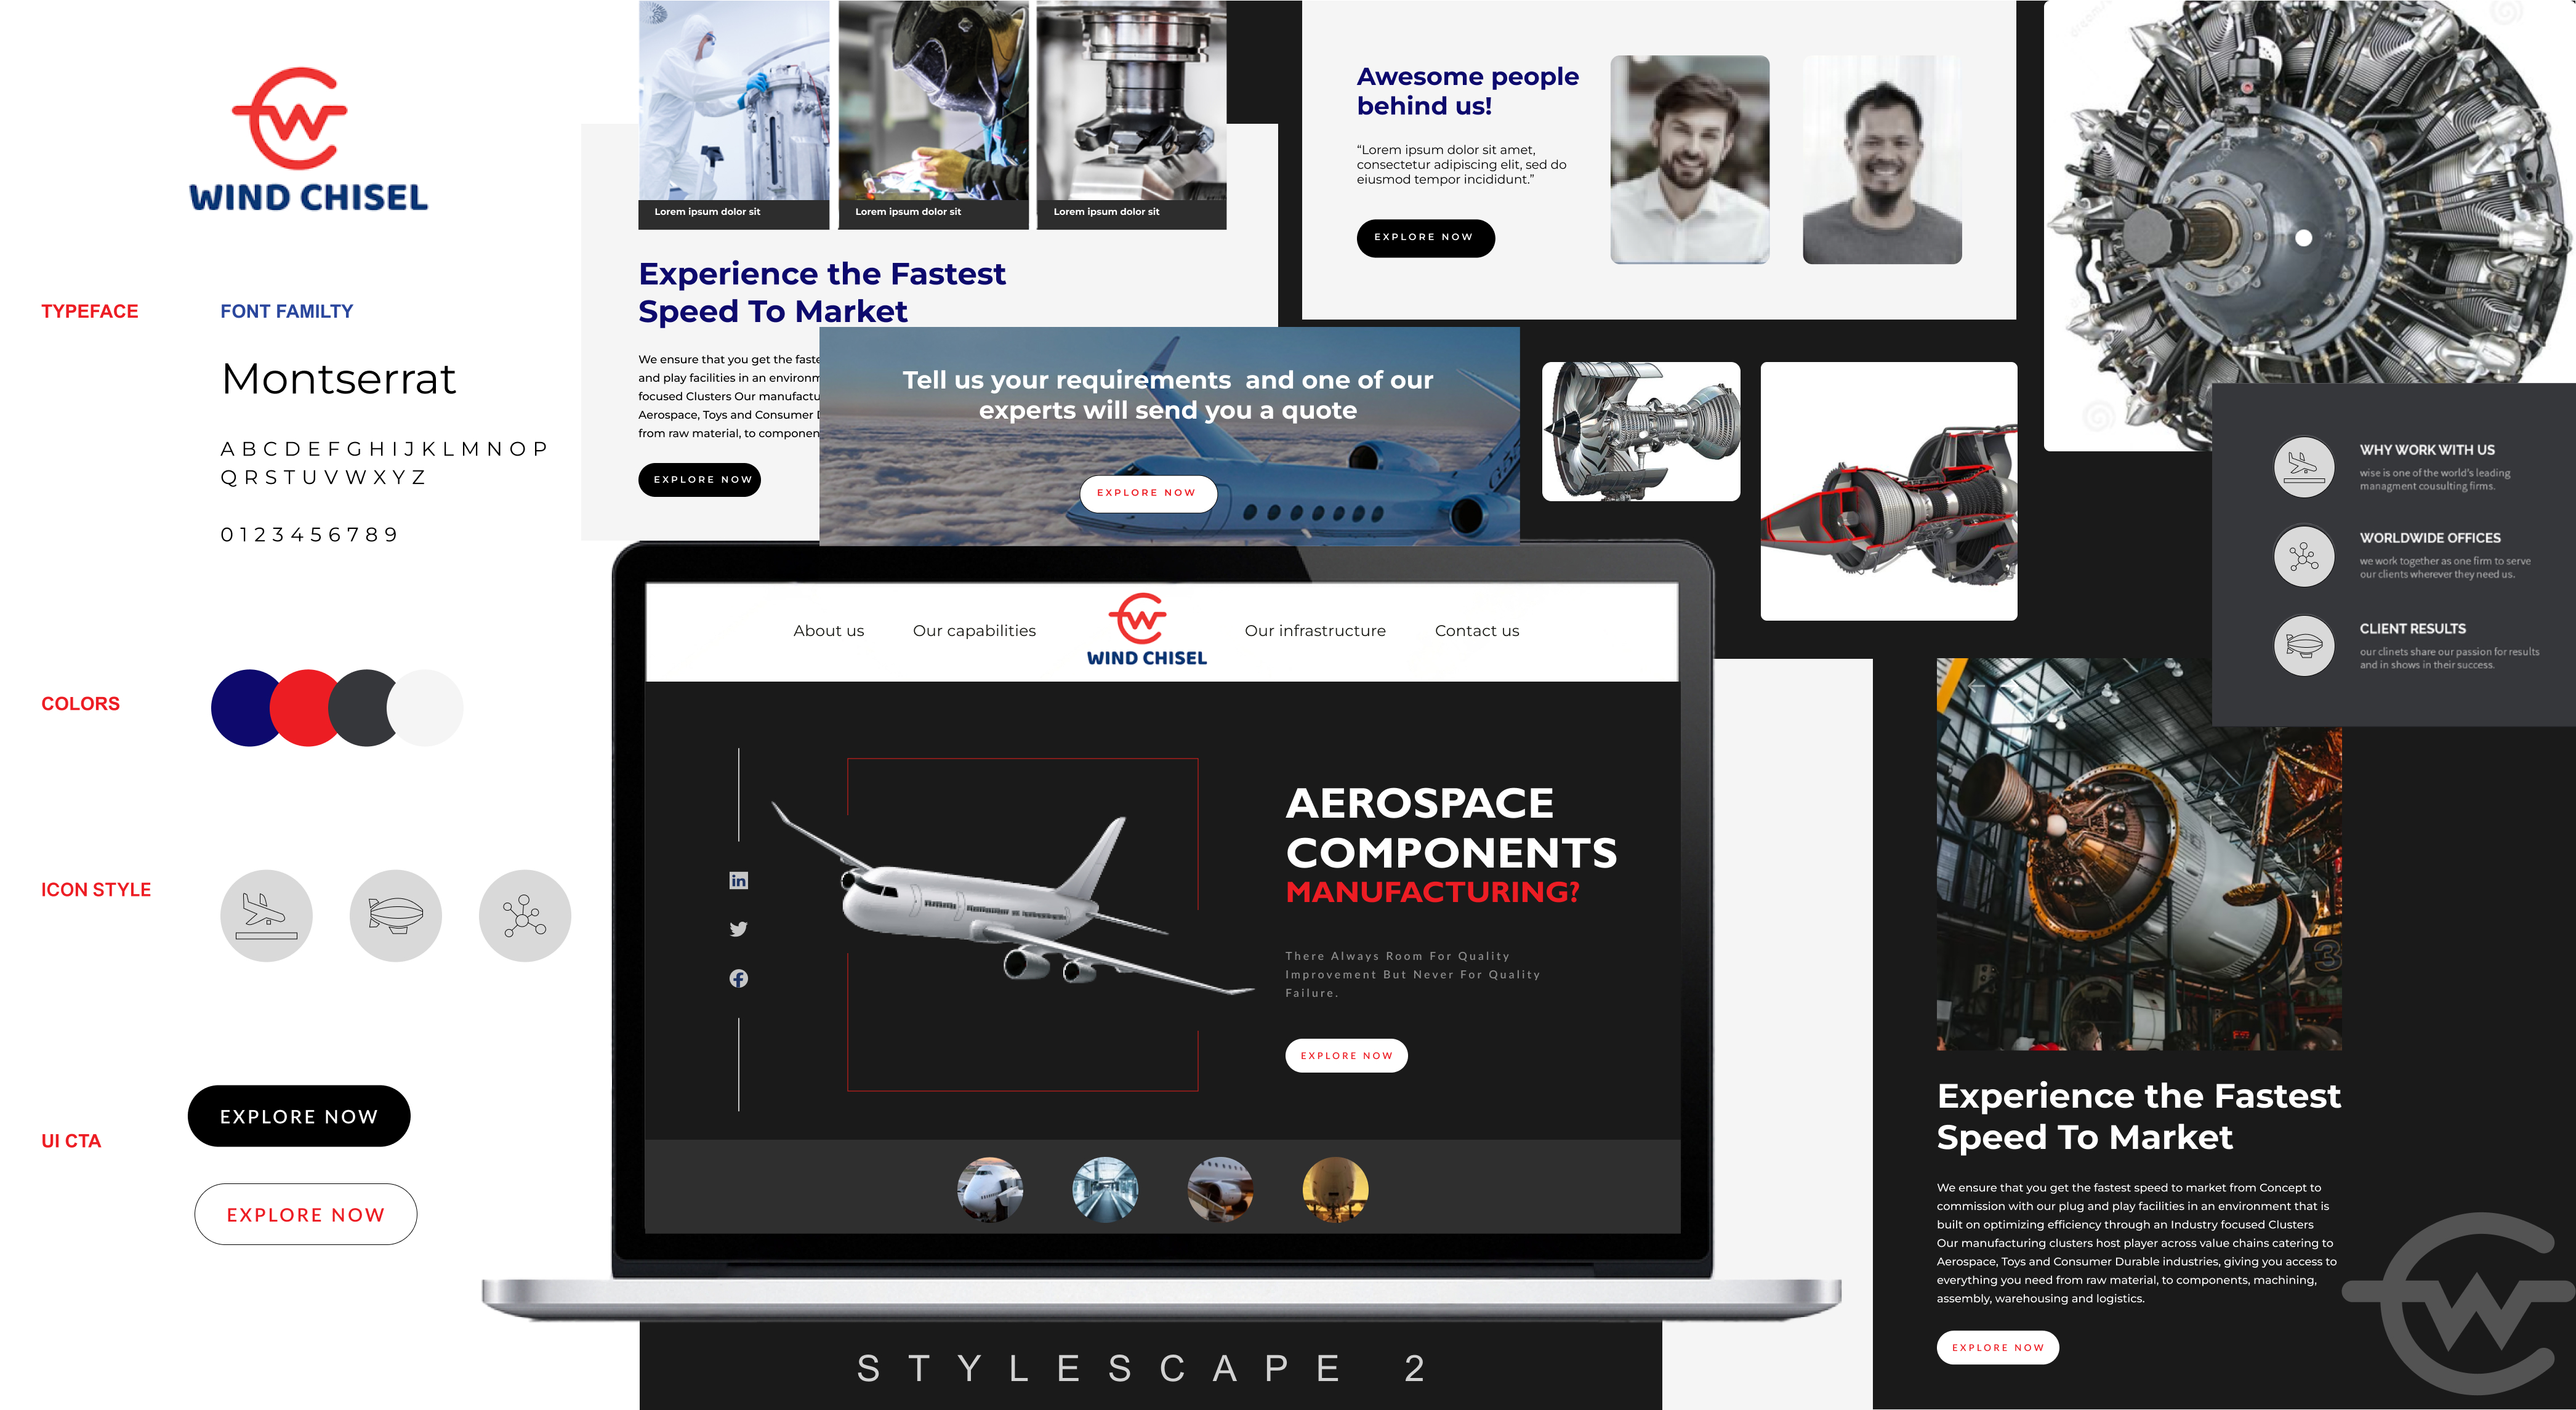 WIND CHISEL
TYPEFACE
FONT FAMILTY
Montserrat
A B C D E F G H I J K L M N O P
Q R S T U V W X Y Z
0 1 2 3 4 5 6 7 8 9
COLORS
ICON STYLE
UI CTA
EXPLORE NOW
EXPLORE NOW
Lorem ipsum dolor sit
Lorem ipsum dolor sit
Lorem ipsum dolor sit
Experience the Fastest
Speed To Market
We ensure that you get the faste
and play facilities in an environm
focused Clusters Our manufactu
Aerospace, Toys and Consumer D
from raw material, to componen
EXPLORE NOW
Tell us your requirements and one of our
experts will send you a quote
EXPLORE NOW
Awesome people
behind us!
“Lorem ipsum dolor sit amet,
consectetur adipiscing elit, sed do
eiusmod tempor incididunt.”
EXPLORE NOW
WHY WORK WITH US
wise is one of the world's leading
managment cousulting firms.
WORLDWIDE OFFICES
we work together as one firm to serve
our clients wherever they need us.
CLIENT RESULTS
our clinets share our passion for results
and in shows in their success.
About us
Our capabilities
WIND CHISEL
Our infrastructure
Contact us
AEROSPACE
COMPONENTS
MANUFACTURING?
There Always Room For Quality
Improvement But Never For Quality
Failure.
EXPLORE NOW
Experience the Fastest
Speed To Market
We ensure that you get the fastest speed to market from Concept to
commission with our plug and play facilities in an environment that is
built on optimizing efficiency through an Industry focused Clusters
Our manufacturing clusters host player across value chains catering to
Aerospace, Toys and Consumer Durable industries, giving you access to
everything you need from raw material, to components, machining,
assembly, warehousing and logistics.
EXPLORE NOW
STYLESCAPE 2